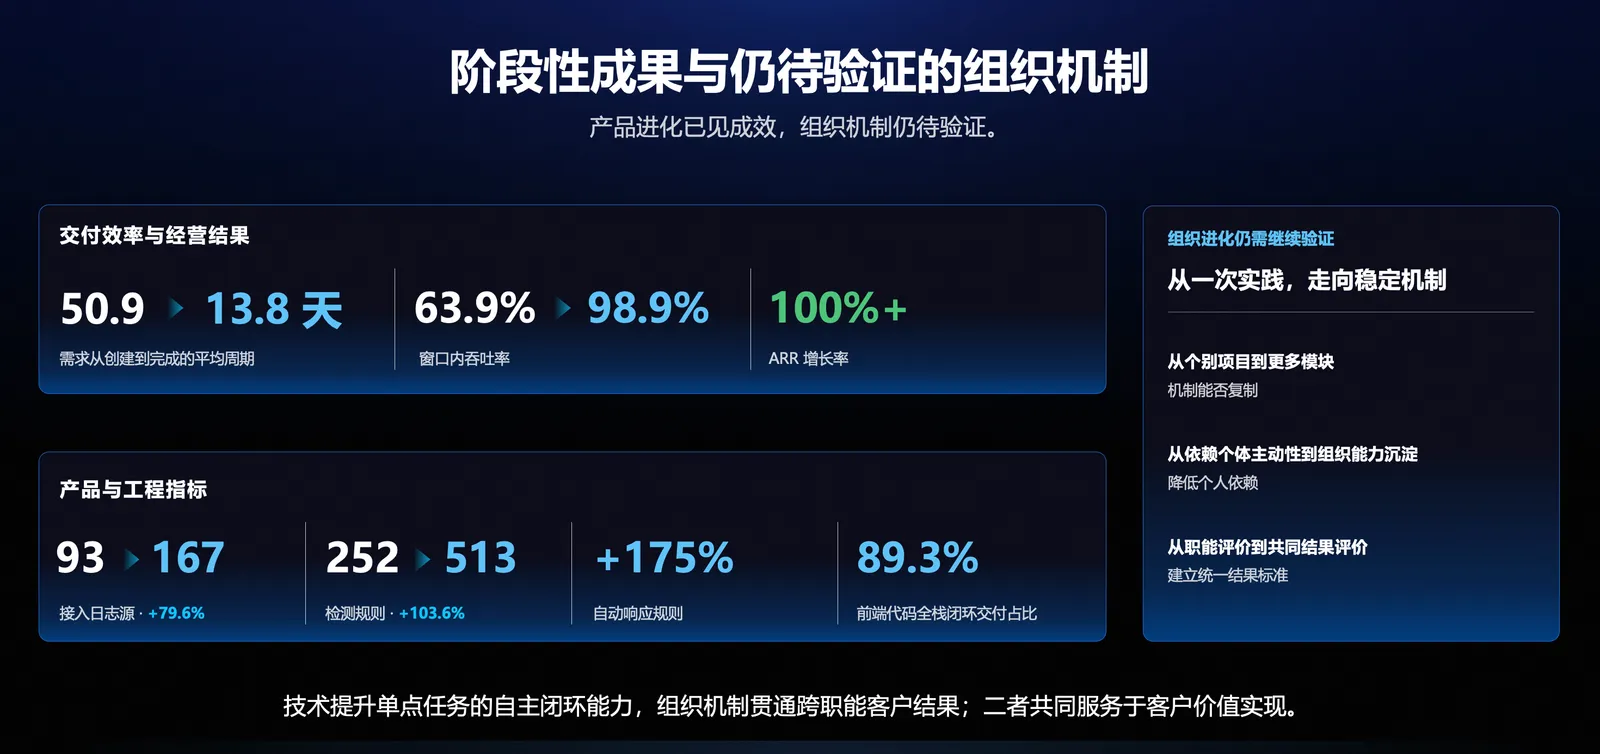 阶段性成果与仍待验证的组织机制
产品进化已见成效，组织机制仍待验证。
交付效率与经营结果
50.9 13.8 天
需求从创建到完成的平均周期
63.9% 98.9%
窗口内吞吐率
100%+
ARR 增长率
产品与工程指标
93 167
接入日志源 · +79.6%
252 513
检测规则 · +103.6%
+175%
自动响应规则
89.3%
前端代码全栈闭环交付占比
组织进化仍需继续验证
从一次实践，走向稳定机制
从个别项目到更多模块
机制能否复制
从依赖个体主动性到组织能力沉淀
降低个人依赖
从职能评价到共同结果评价
建立统一结果标准
技术提升单点任务的自主闭环能力，组织机制贯通跨职能客户结果；二者共同服务于客户价值实现。